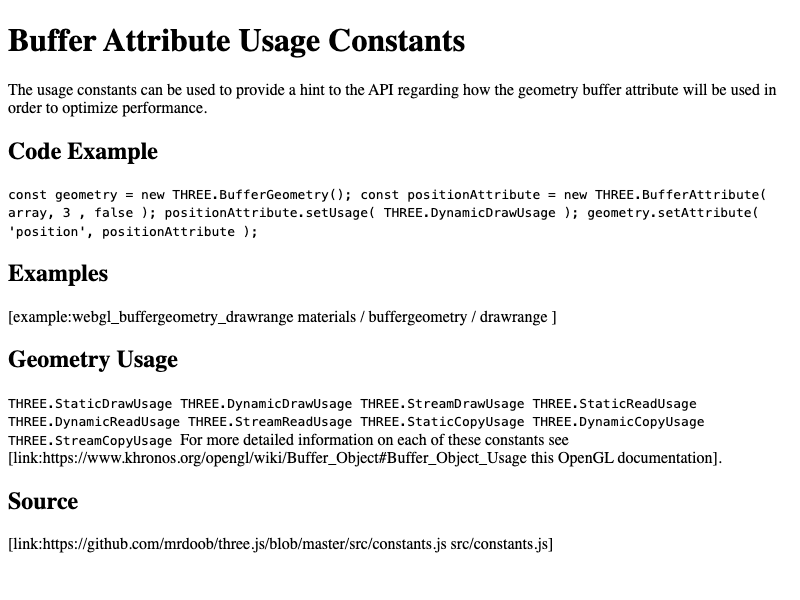 Buffer Attribute Usage Constants
The usage constants can be used to provide a hint to the API regarding how the geometry buffer attribute will be used in
order to optimize performance.
Code Example
const geometry = new THREE.BufferGeometry(); const positionAttribute = new THREE.BufferAttribute(
array, 3 , false ); positionAttribute.setUsage( THREE.DynamicDrawUsage ); geometry.setAttribute(
'position', positionAttribute );
Examples
[example:webgl_buffergeometry_drawrange materials / buffergeometry / drawrange ]
Geometry Usage
THREE.StaticDrawUsage THREE.DynamicDrawUsage THREE.StreamDrawUsage THREE.StaticReadUsage
THREE.DynamicReadUsage THREE.StreamReadUsage THREE.StaticCopyUsage THREE.DynamicCopyUsage
THREE.StreamCopyUsage For more detailed information on each of these constants see
[link:https://www.khronos.org/opengl/wiki/Buffer_Object#Buffer_Object_Usage this OpenGL documentation].
Source
[link:https://github.com/mrdoob/three.js/blob/master/src/constants.js src/constants.js]